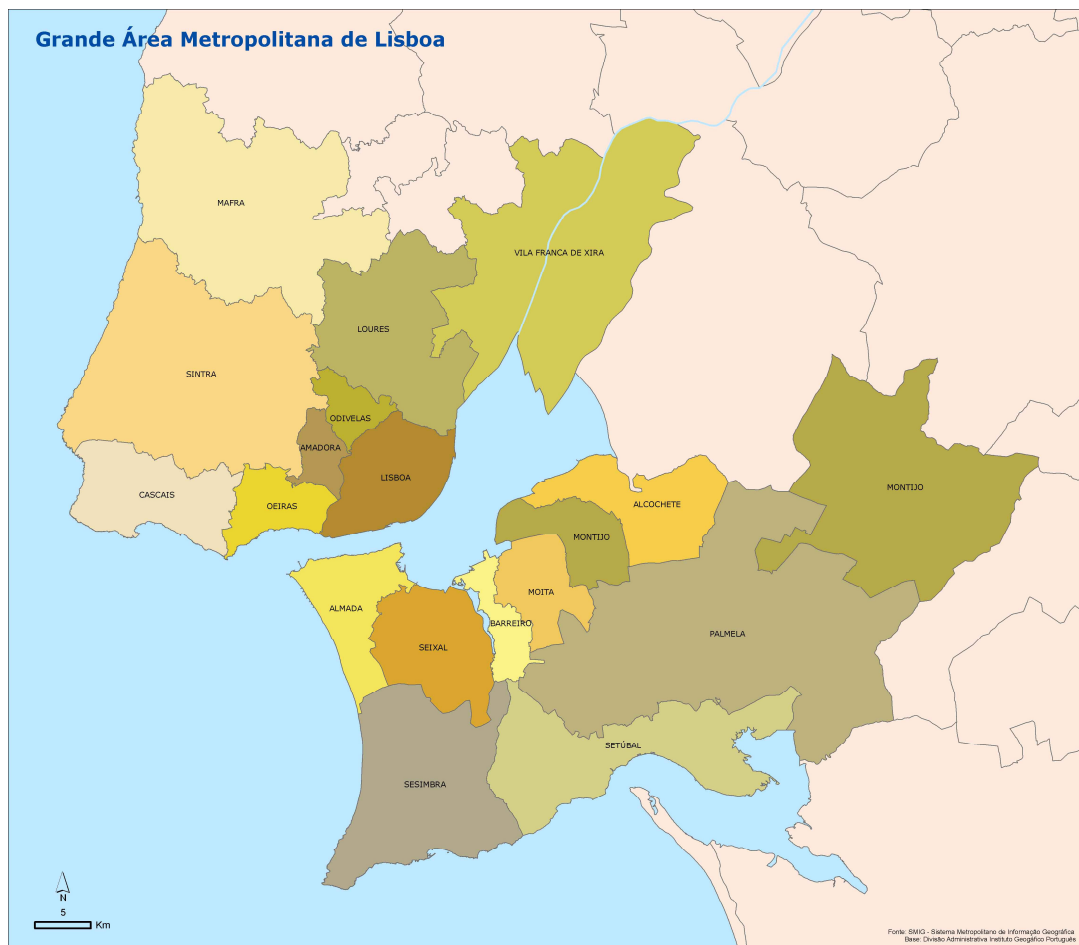 Grande Área Metropolitana de Lisboa
MAFRA
VILA FRANCA DE XIRA
LOURES
SINTRA
ODIVELAS
AMADORA
LISBOA
CASCAIS
OEIRAS
MONTIJO
ALCOCHETE
MONTIJO
MOITA
ALMADA
BARREIRO
SEIXAL
PALMELA
SETÚBAL
SESIMBRA
N
5
Km
Fonte: SMIG - Sistema Metropolitano de Informação Geográfica
Base: Divisão Administrativa Instituto Geogáfico Português